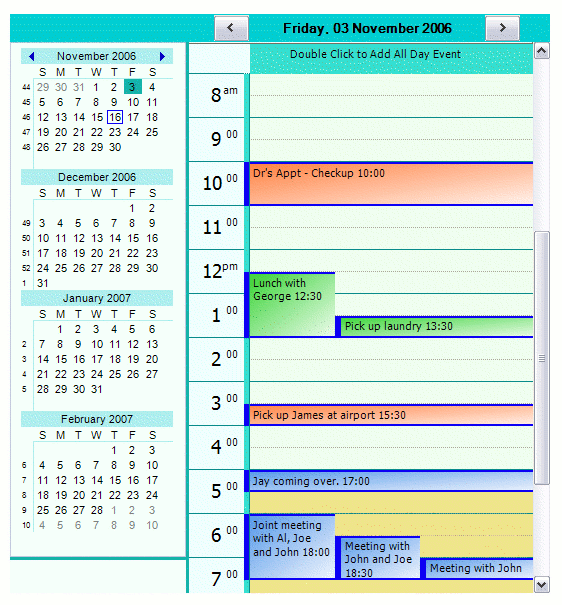 Friday, 03 November 2006
November 2006
S M T W T F S
44 29 30 31 1 2 3 4
45 5 6 7 8 9 10 11
46 12 13 14 15 16 17 18
47 19 20 21 22 23 24 25
48 26 27 28 29 30
December 2006
S M T W T F S
1 2
49 3 4 5 6 7 8 9
50 10 11 12 13 14 15 16
51 17 18 19 20 21 22 23
52 24 25 26 27 28 29 30
1 31
January 2007
S M T W T F S
1 2 3 4 5 6
2 7 8 9 10 11 12 13
3 14 15 16 17 18 19 20
4 21 22 23 24 25 26 27
5 28 29 30 31
February 2007
S M T W T F S
1 2 3
6 4 5 6 7 8 9 10
7 11 12 13 14 15 16 17
8 18 19 20 21 22 23 24
9 25 26 27 28 1 2 3
10 4 5 6 7 8 9 10
Double Click to Add All Day Event
8 am
9 00
10 00
Dr's Appt - Checkup 10:00
11 00
12 pm
Lunch with
George 12:30
1 00
Pick up laundry 13:30
2 00
3 00
Pick up James at airport 15:30
4 00
5 00
Jay coming over. 17:00
6 00
Joint meeting
with Al, Joe
and John 18:00
Meeting with
John and Joe
18:30
Meeting with John
7 00